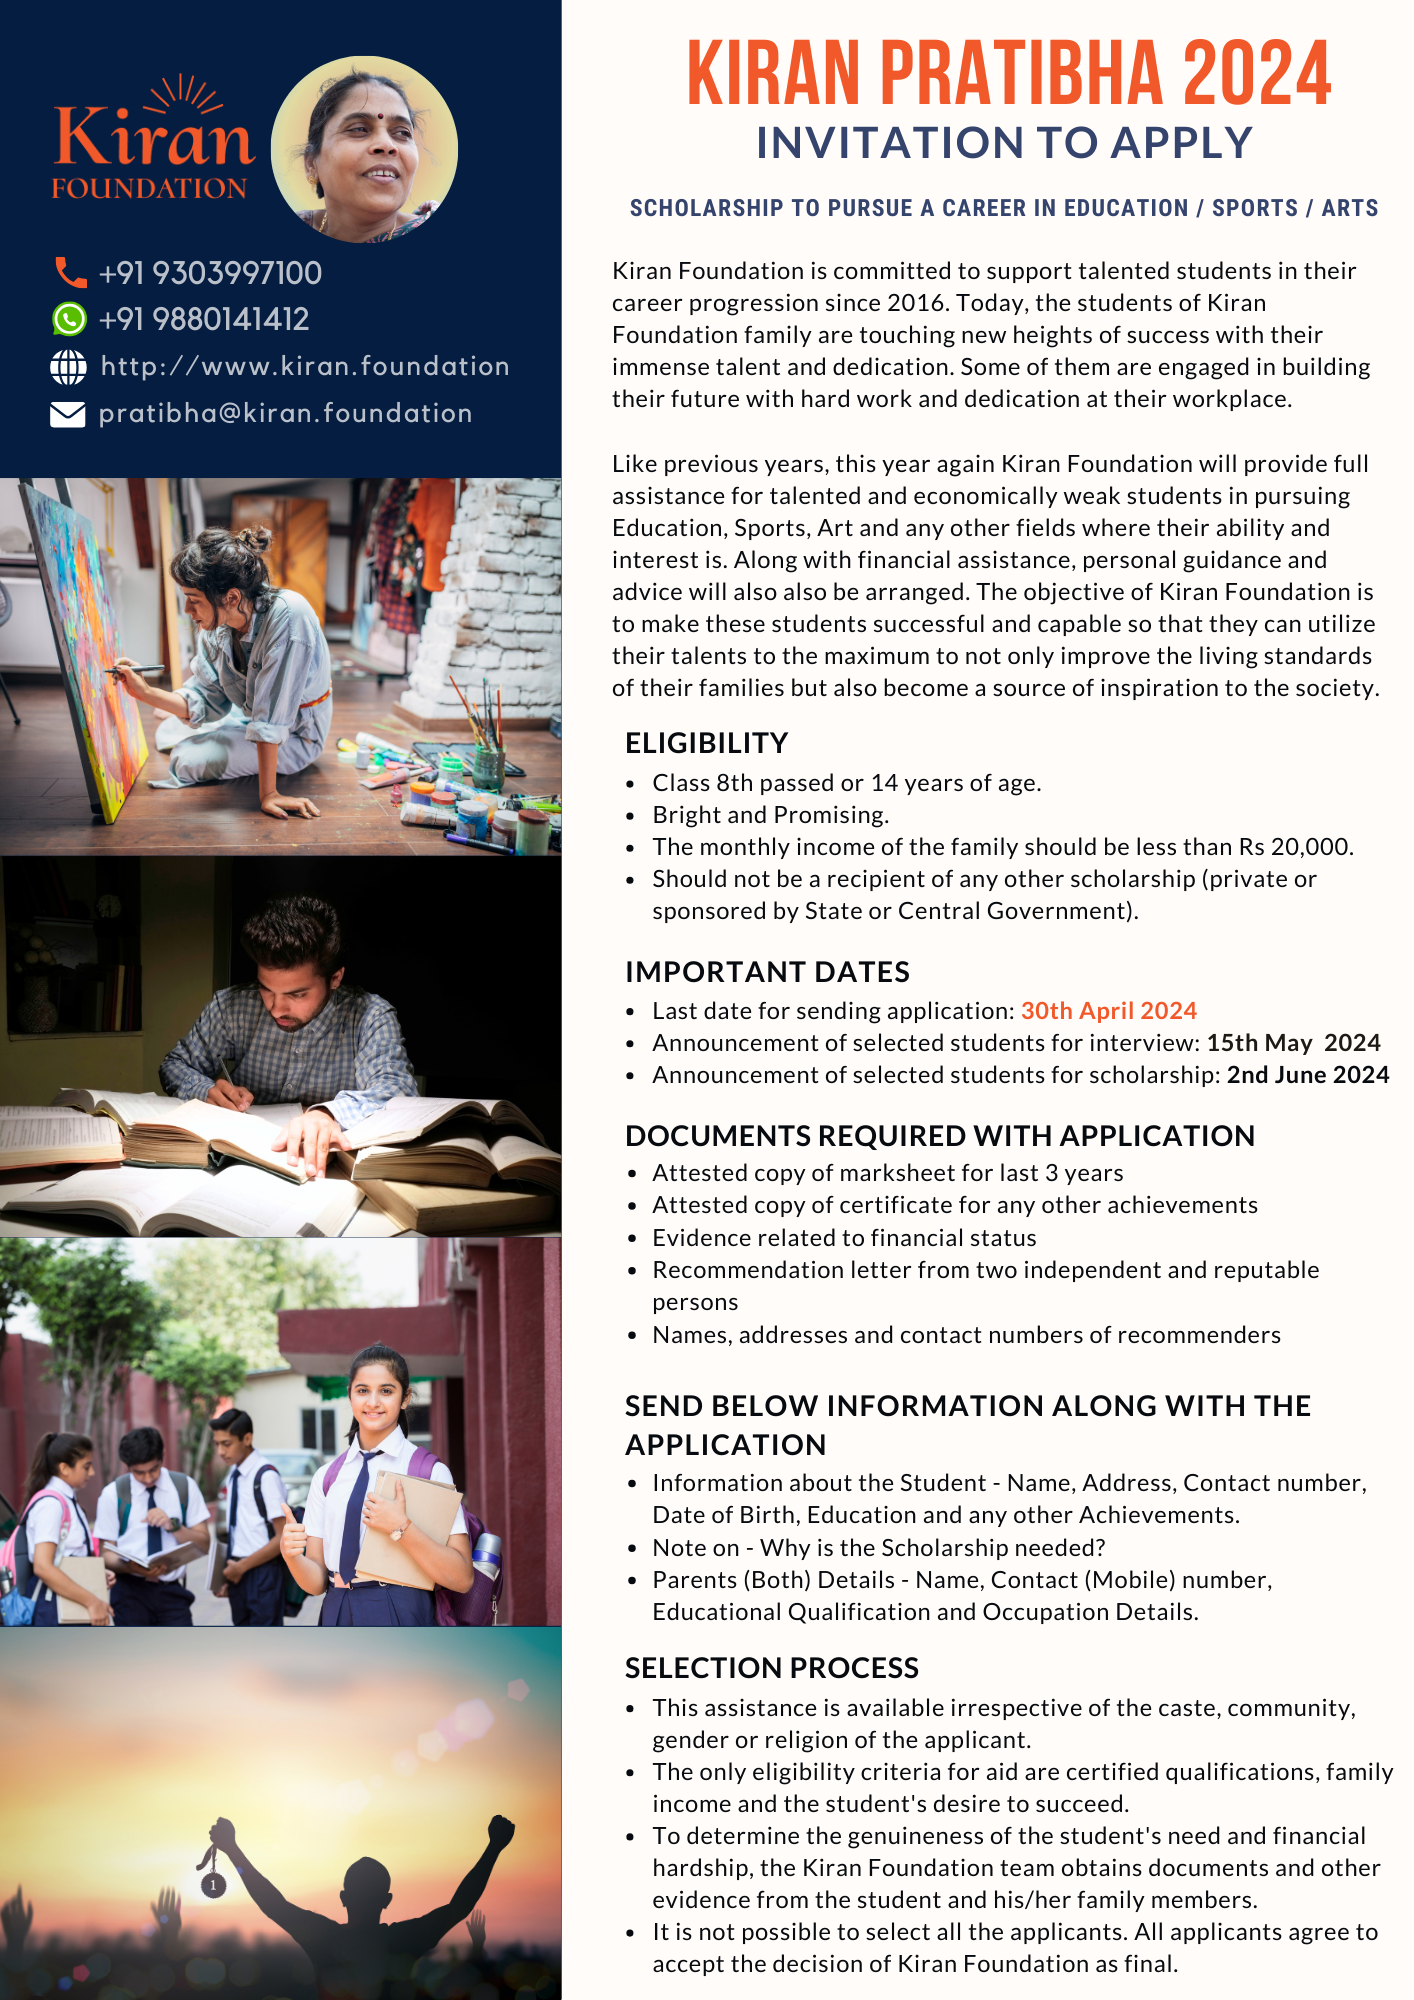 Kiran
FOUNDATION
+91 9303997100
+91 9880141412
http://www.kiran.foundation
pratibha@kiran.foundation
1
KIRAN PRATIBHA 2024
INVITATION TO APPLY
SCHOLARSHIP TO PURSUE A CAREER IN EDUCATION / SPORTS / ARTS
Kiran Foundation is committed to support talented students in their
career progression since 2016. Today, the students of Kiran
Foundation family are touching new heights of success with their
immense talent and dedication. Some of them are engaged in building
their future with hard work and dedication at their workplace.
Like previous years, this year again Kiran Foundation will provide full
assistance for talented and economically weak students in pursuing
Education, Sports, Art and any other fields where their ability and
interest is. Along with financial assistance, personal guidance and
advice will also also be arranged. The objective of Kiran Foundation is
to make these students successful and capable so that they can utilize
their talents to the maximum to not only improve the living standards
of their families but also become a source of inspiration to the society.
ELIGIBILITY
• Class 8th passed or 14 years of age.
• Bright and Promising.
• The monthly income of the family should be less than Rs 20,000.
• Should not be a recipient of any other scholarship (private or
sponsored by State or Central Government).
IMPORTANT DATES
• Last date for sending application: 30th April 2024
• Announcement of selected students for interview: 15th May 2024
• Announcement of selected students for scholarship: 2nd June 2024
DOCUMENTS REQUIRED WITH APPLICATION
• Attested copy of marksheet for last 3 years
• Attested copy of certificate for any other achievements
• Evidence related to financial status
• Recommendation letter from two independent and reputable
persons
• Names, addresses and contact numbers of recommenders
SEND BELOW INFORMATION ALONG WITH THE
APPLICATION
• Information about the Student - Name, Address, Contact number,
Date of Birth, Education and any other Achievements.
• Note on - Why is the Scholarship needed?
• Parents (Both) Details - Name, Contact (Mobile) number,
Educational Qualification and Occupation Details.
SELECTION PROCESS
• This assistance is available irrespective of the caste, community,
gender or religion of the applicant.
• The only eligibility criteria for aid are certified qualifications, family
income and the student's desire to succeed.
• To determine the genuineness of the student's need and financial
hardship, the Kiran Foundation team obtains documents and other
evidence from the student and his/her family members.
• It is not possible to select all the applicants. All applicants agree to
accept the decision of Kiran Foundation as final.